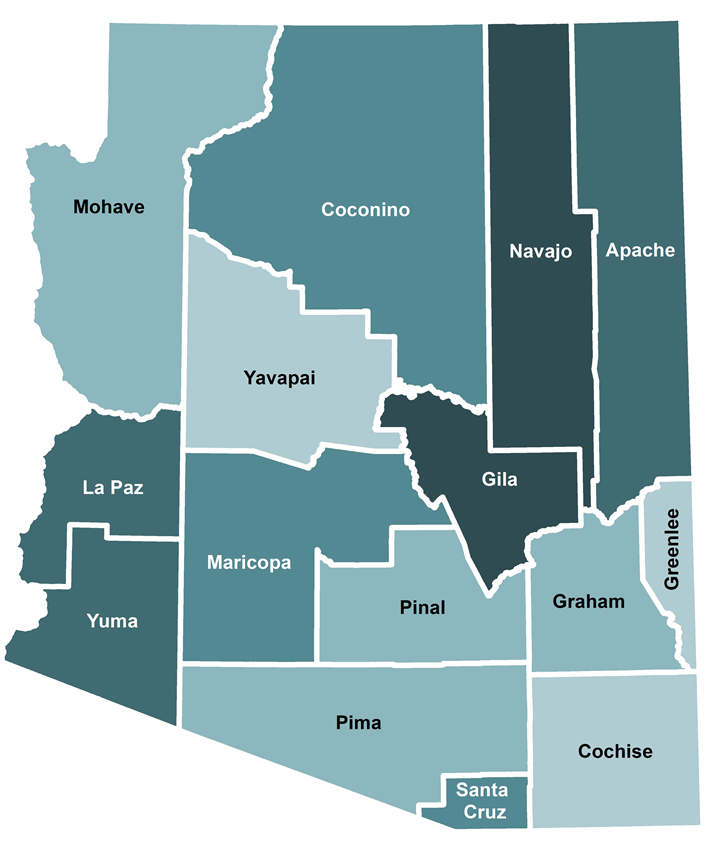 Mohave
Coconino
Navajo
Apache
Yavapai
La Paz
Gila
Maricopa
Greenlee
Yuma
Pinal
Graham
Pima
Cochise
Santa
Cruz